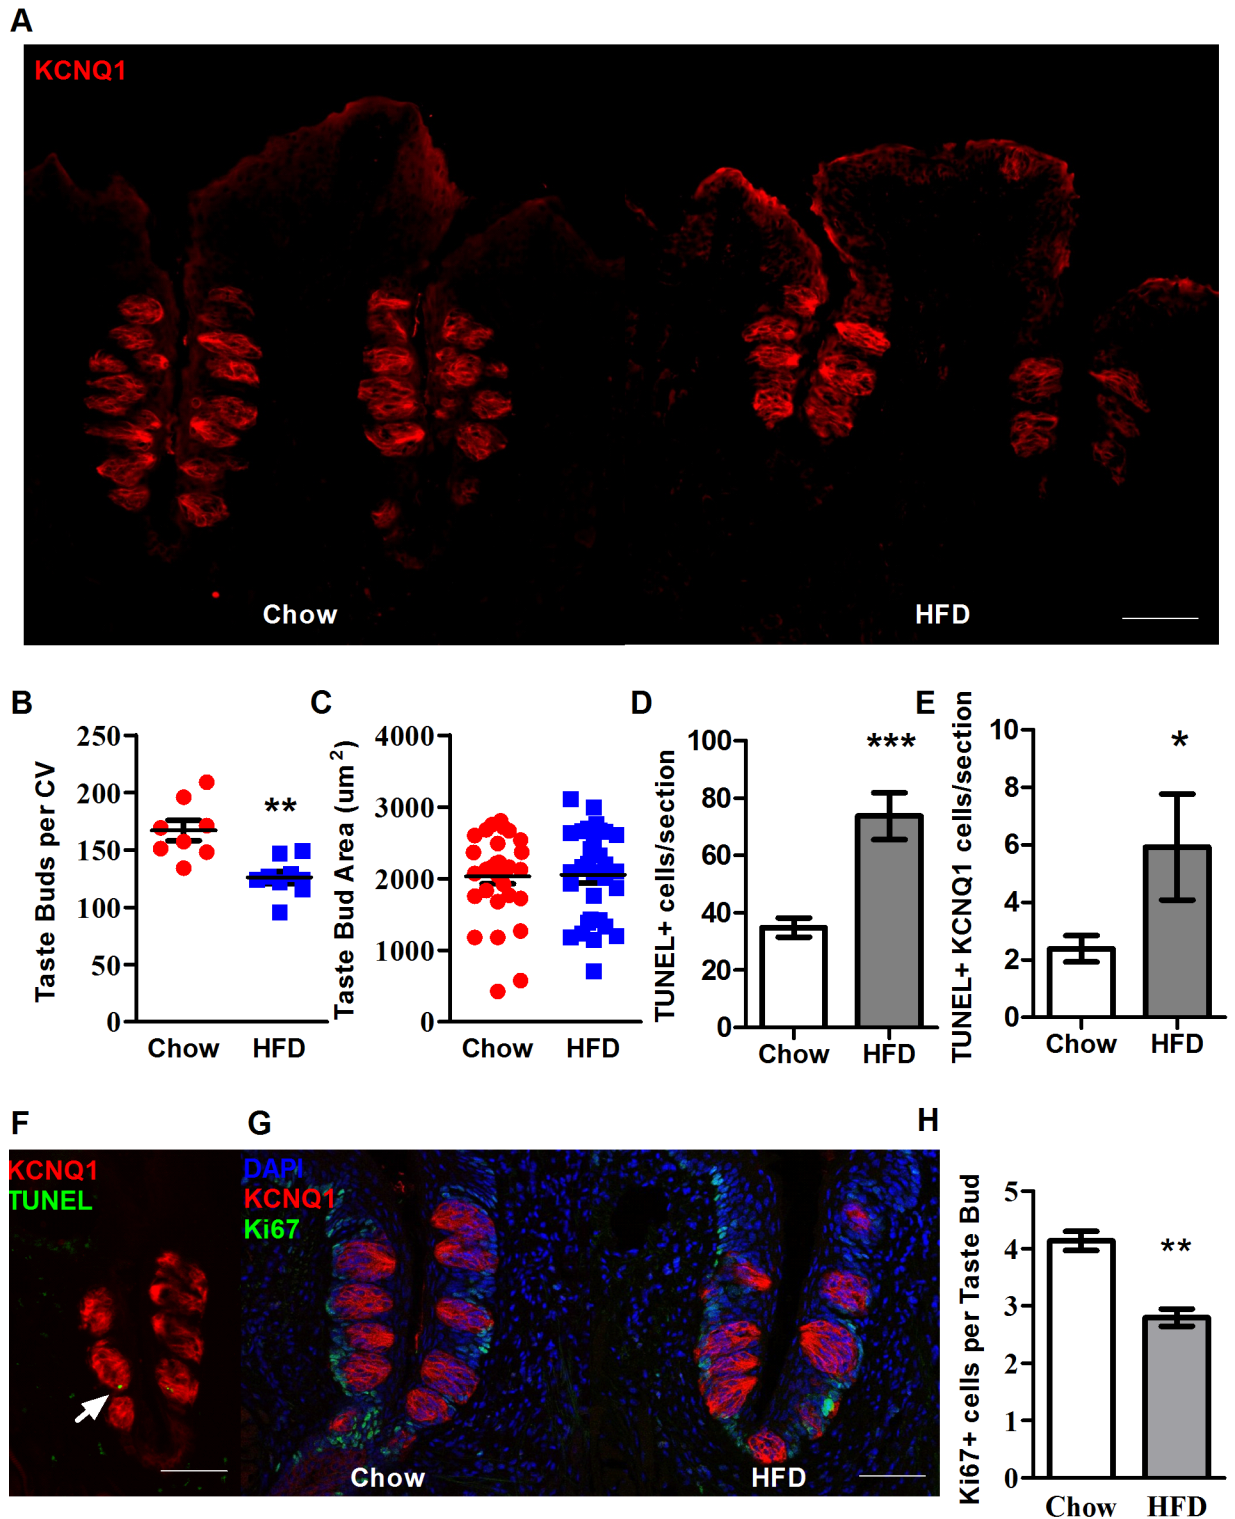 A
KCNQ1
Chow
HFD
B
C
D
E
Taste Buds per CV
250
200
150
100
50
0
**
Chow
HFD
Taste Bud Area (um²)
4000
3000
2000
1000
0
Chow
HFD
TUNEL+ cells/section
100
80
60
40
20
0
***
Chow
HFD
TUNEL+ KCNQ1 cells/section
10
8
6
4
2
0
*
Chow
HFD
F
G
H
KCNQ1
TUNEL
DAPI
KCNQ1
Ki67
Chow
HFD
Ki67+ cells per Taste Bud
5
4
3
2
1
0
**
Chow
HFD